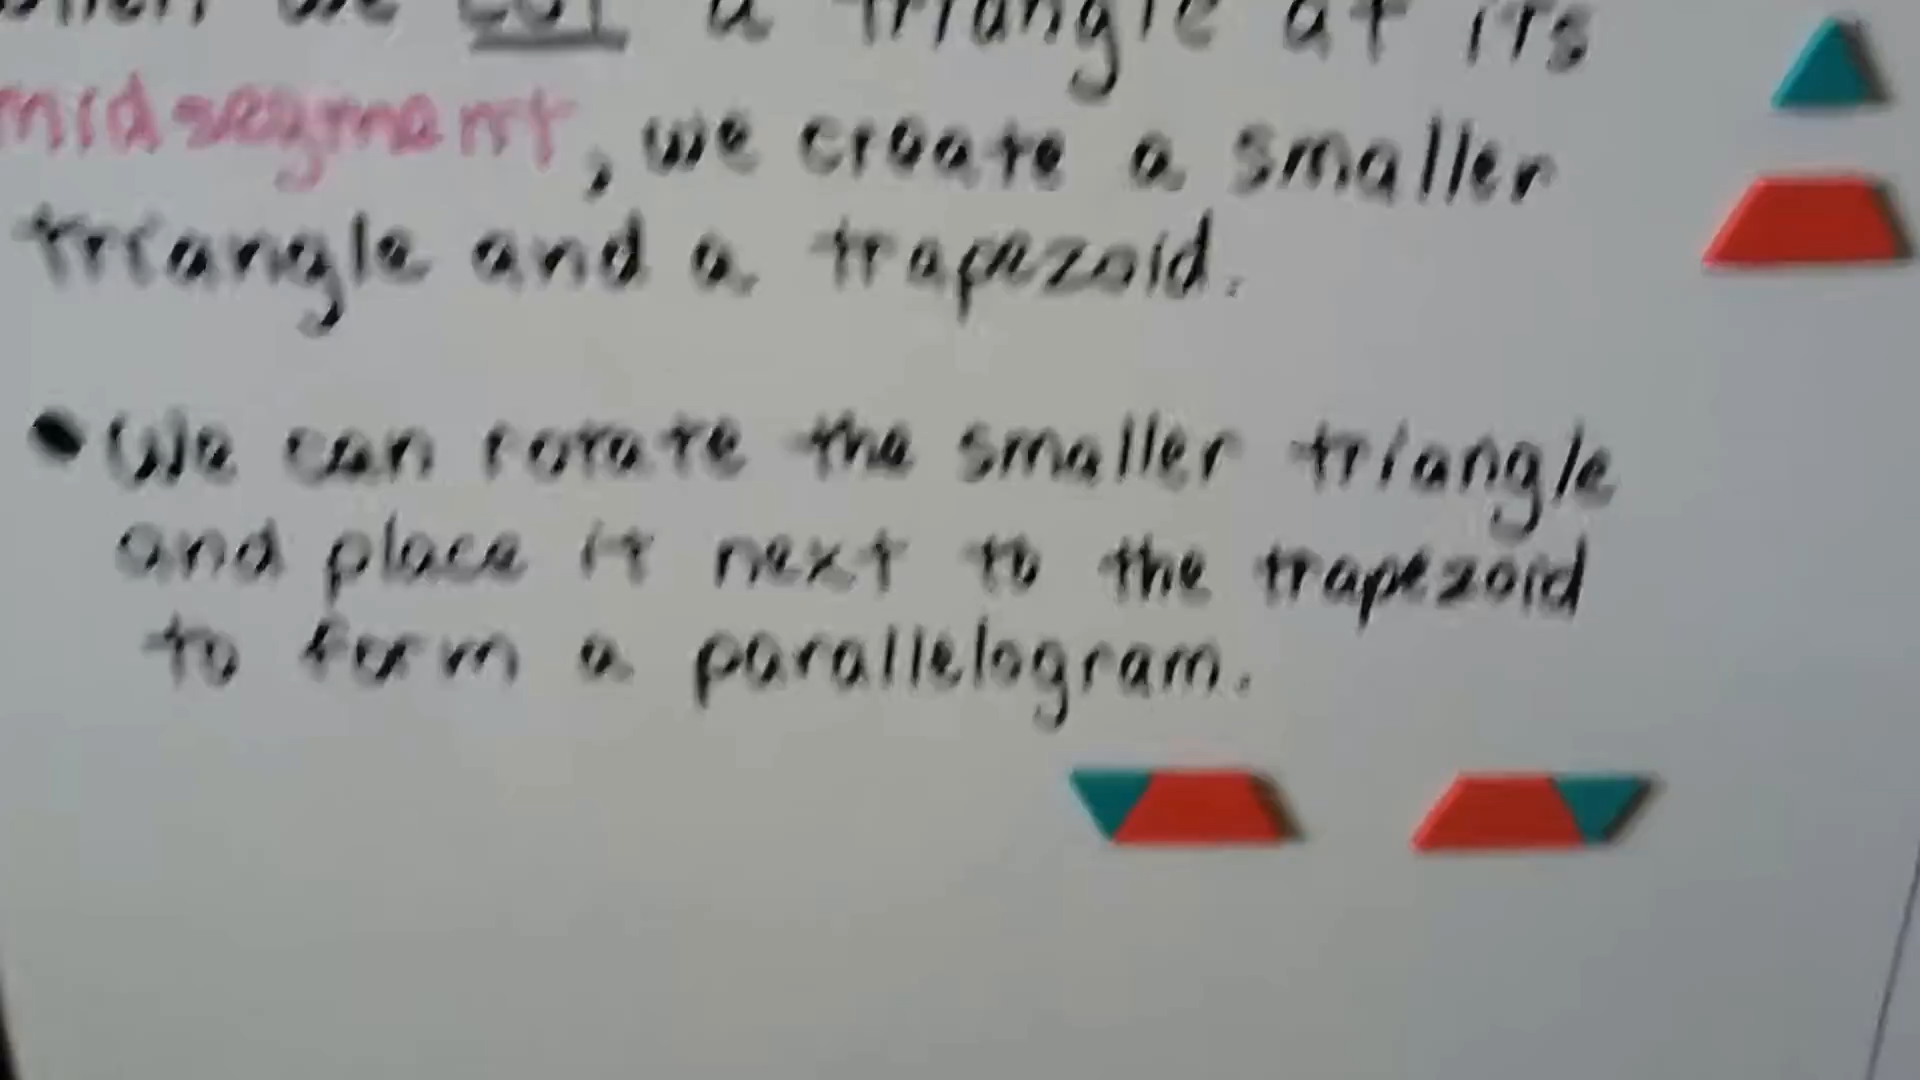 when we cut a triangle at its
midsegment, we create a smaller
triangle and a trapezoid.
• We can rotate the smaller triangle
and place it next to the trapezoid
to form a parallelogram.